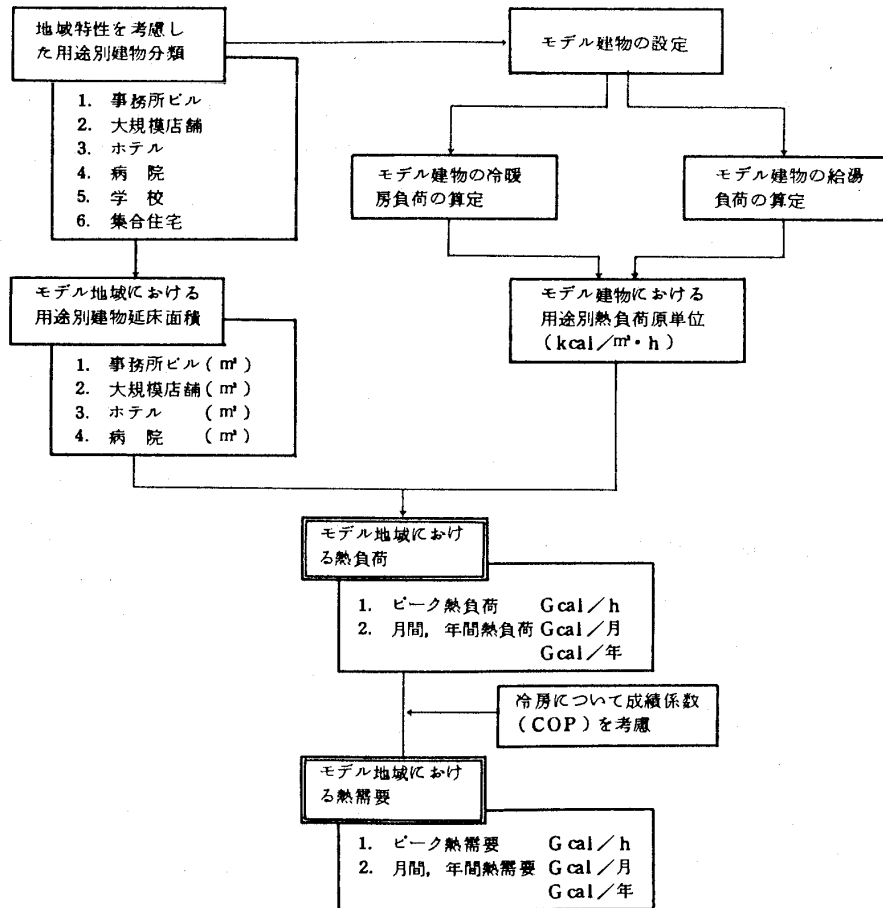 地域特性を考慮し
た用途別建物分類
1. 事務所ビル
2. 大規模店舗
3. ホテル
4. 病 院
5. 学 校
6. 集合住宅
モデル建物の設定
モデル建物の冷暖
房負荷の算定
モデル建物の給湯
負荷の算定
モデル地域における
用途別建物延床面積
1. 事務所ビル(㎡)
2. 大規模店舗(㎡)
3. ホテル (㎡)
4. 病 院 (㎡)
モデル建物における
用途別熱負荷原単位
(kcal/㎡・h)
モデル地域におけ
る熱負荷
1. ピーク熱負荷 Gcal/h
2. 月間,年間熱負荷 Gcal/月
Gcal/年
冷房について成績係数
(COP)を考慮
モデル地域におけ
る熱需要
1. ピーク熱需要 Gcal/h
2. 月間,年間熱需要 Gcal/月
Gcal/年